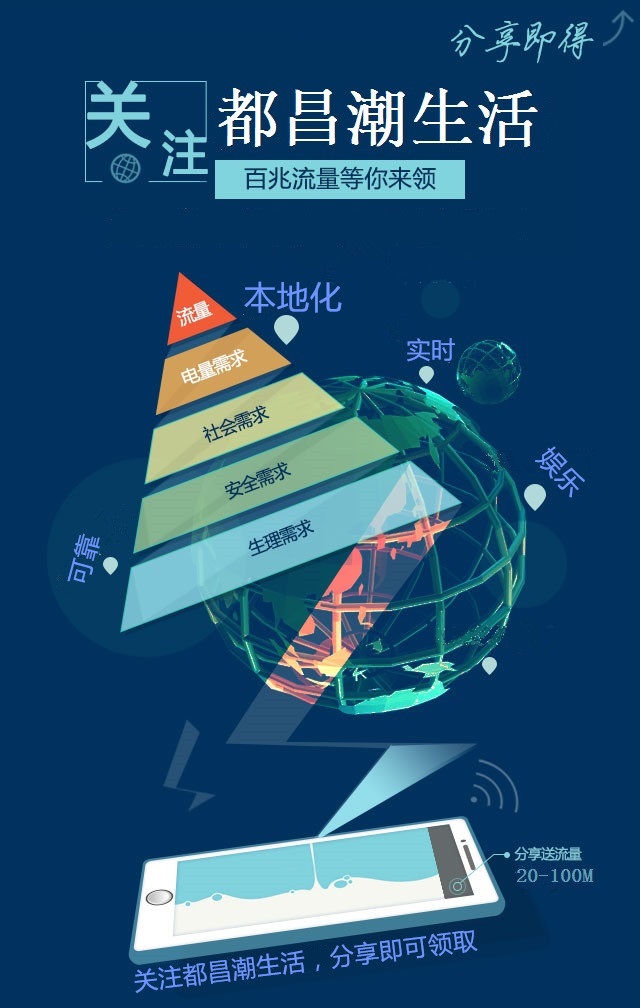 分享即得
关注
都昌潮生活
百兆流量等你来领
本地化
流量
实时
电量需求
社会需求
娱乐
安全需求
生理需求
可靠
分享送流量
20-100M
关注都昌潮生活，分享即可领取